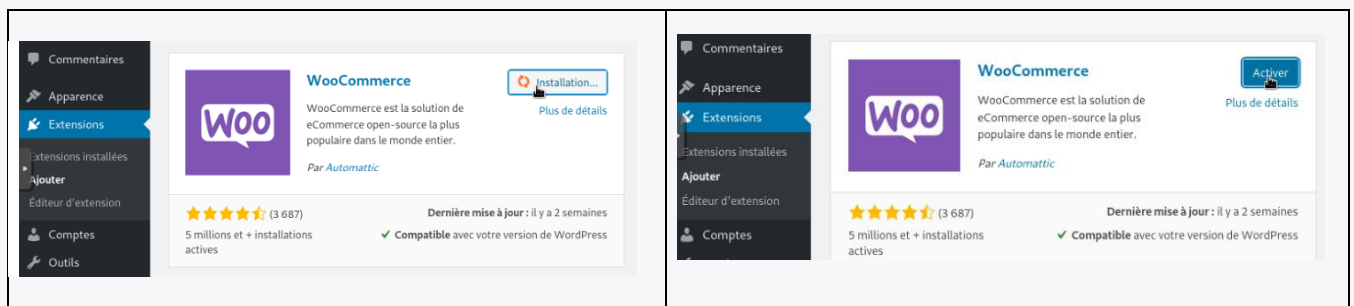 Commentaires
Apparence
Extensions
Extensions installées
Ajouter
Éditeur d'extension
Comptes
Outils
WOO
WooCommerce
Installation...
Plus de détails
WooCommerce est la solution de
eCommerce open-source la plus
populaire dans le monde entier.
Par Automattic
(3 687)
Dernière mise à jour : il y a 2 semaines
5 millions et + installations
actives
Compatible avec votre version de WordPress
Commentaires
Apparence
Extensions
Extensions installées
Ajouter
Éditeur d'extension
Comptes
WOO
WooCommerce
Activer
Plus de détails
WooCommerce est la solution de
eCommerce open-source la plus
populaire dans le monde entier.
Par Automattic
(3 687)
Dernière mise à jour : il y a 2 semaines
5 millions et + installations
actives
Compatible avec votre version de WordPress